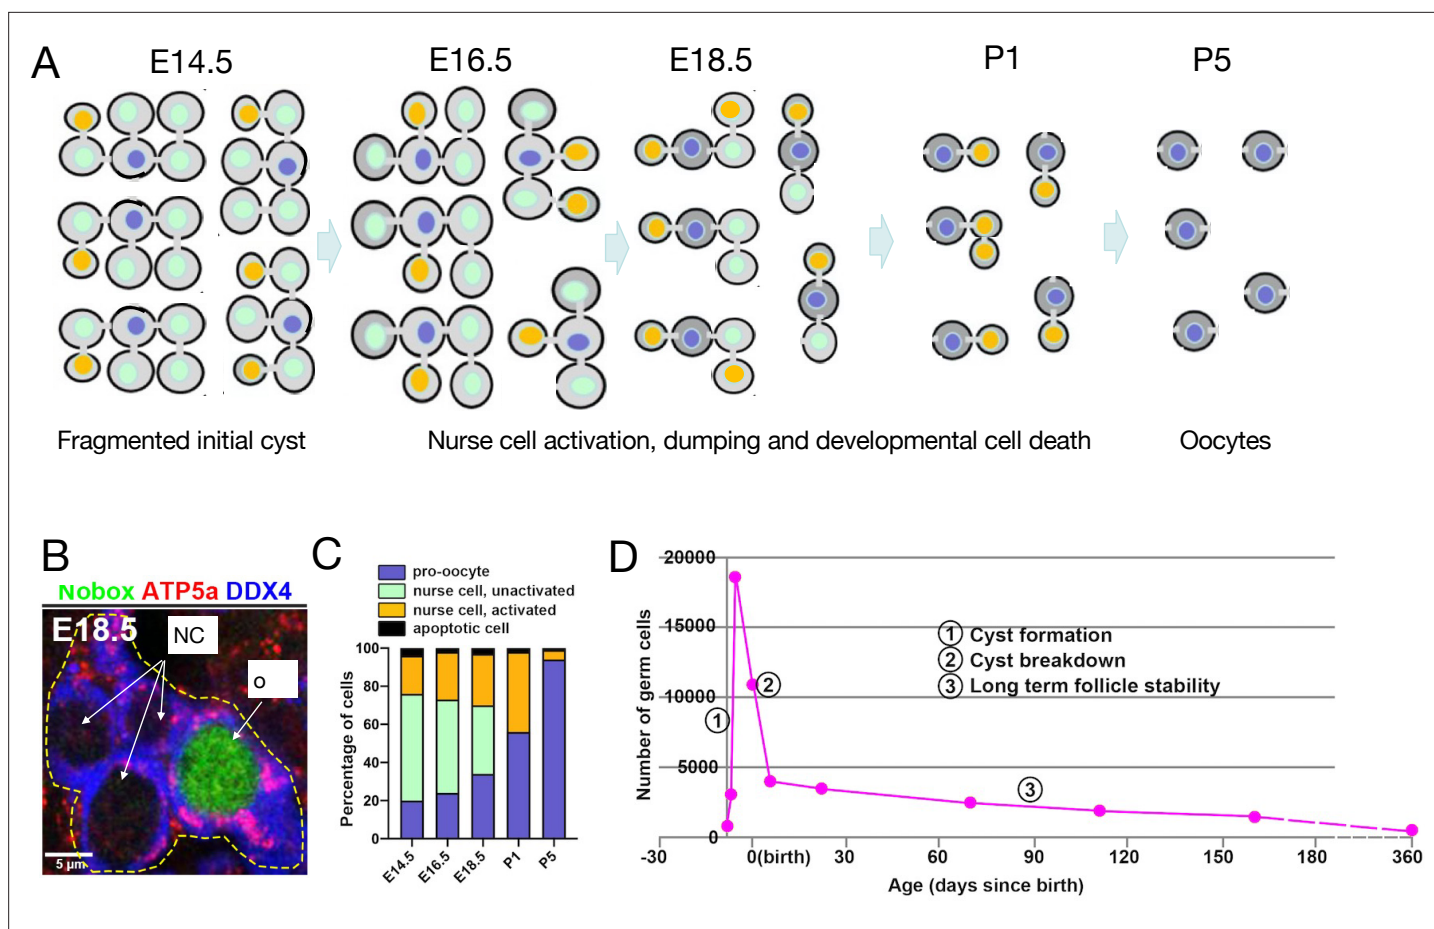 A
E14.5
E16.5
E18.5
P1
P5
Fragmented initial cyst
Nurse cell activation, dumping and developmental cell death
Oocytes
B
Nobox ATP5a DDX4
E18.5
NC
o
5 µm
C
pro-oocyte
nurse cell, unactivated
nurse cell, activated
apoptotic cell
Percentage of cells
100
80
60
40
20
0
E14.5
E16.5
E18.5
P1
P5
D
Number of germ cells
20000
15000
10000
5000
0
1
2
3
1 Cyst formation
2 Cyst breakdown
3 Long term follicle stability
-30
0(birth)
30
60
90
120
150
180
360
Age (days since birth)